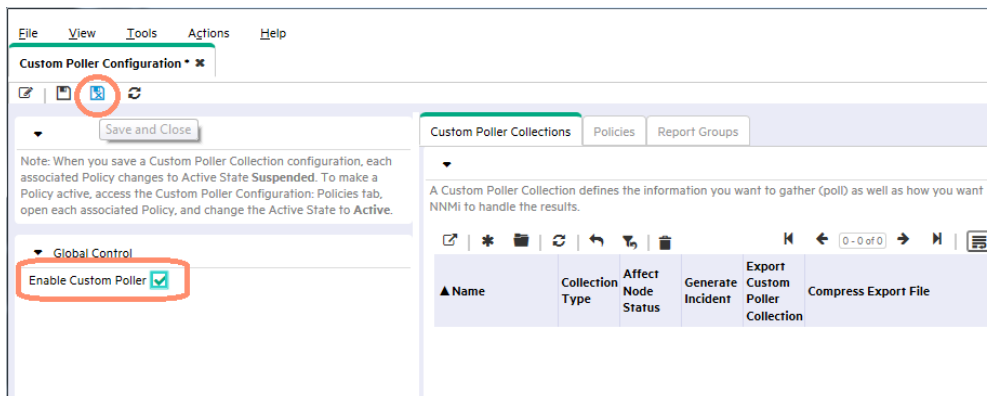 File View Tools Actions Help
Custom Poller Configuration * ✖
Save and Close
Note: When you save a Custom Poller Collection configuration, each
associated Policy changes to Active State Suspended. To make a
Policy active, access the Custom Poller Configuration: Policies tab,
open each associated Policy, and change the Active State to Active.
Global Control
Enable Custom Poller
Custom Poller Collections Policies Report Groups
A Custom Poller Collection defines the information you want to gather (poll) as well as how you want
NNMi to handle the results.
0 - 0 of 0
▲ Name
Collection
Type
Affect
Node
Status
Generate
Incident
Export
Custom
Poller
Collection
Compress Export File